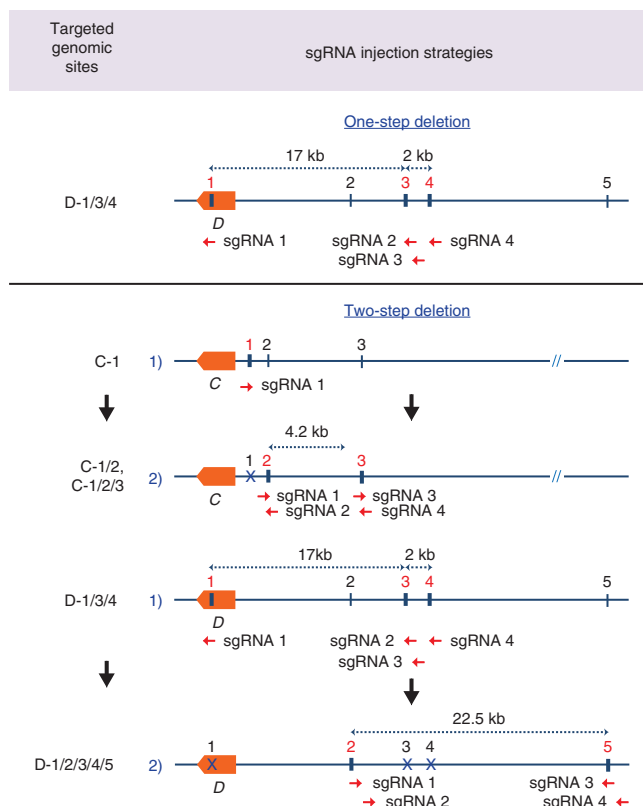 Targeted
genomic
sites
sgRNA injection strategies
One-step deletion
17 kb
2 kb
1
2
3
4
5
D-1/3/4
D
sgRNA 1
sgRNA 2
sgRNA 4
sgRNA 3
Two-step deletion
C-1
1)
1
2
3
//
C
sgRNA 1
4.2 kb
C-1/2,
C-1/2/3
2)
1
X
2
3
//
C
sgRNA 1
sgRNA 3
sgRNA 2
sgRNA 4
17kb
2 kb
D-1/3/4
1)
1
2
3
4
5
D
sgRNA 1
sgRNA 2
sgRNA 4
sgRNA 3
22.5 kb
D-1/2/3/4/5
2)
1
2
3
4
5
X
X
X
D
sgRNA 1
sgRNA 3
sgRNA 2
sgRNA 4